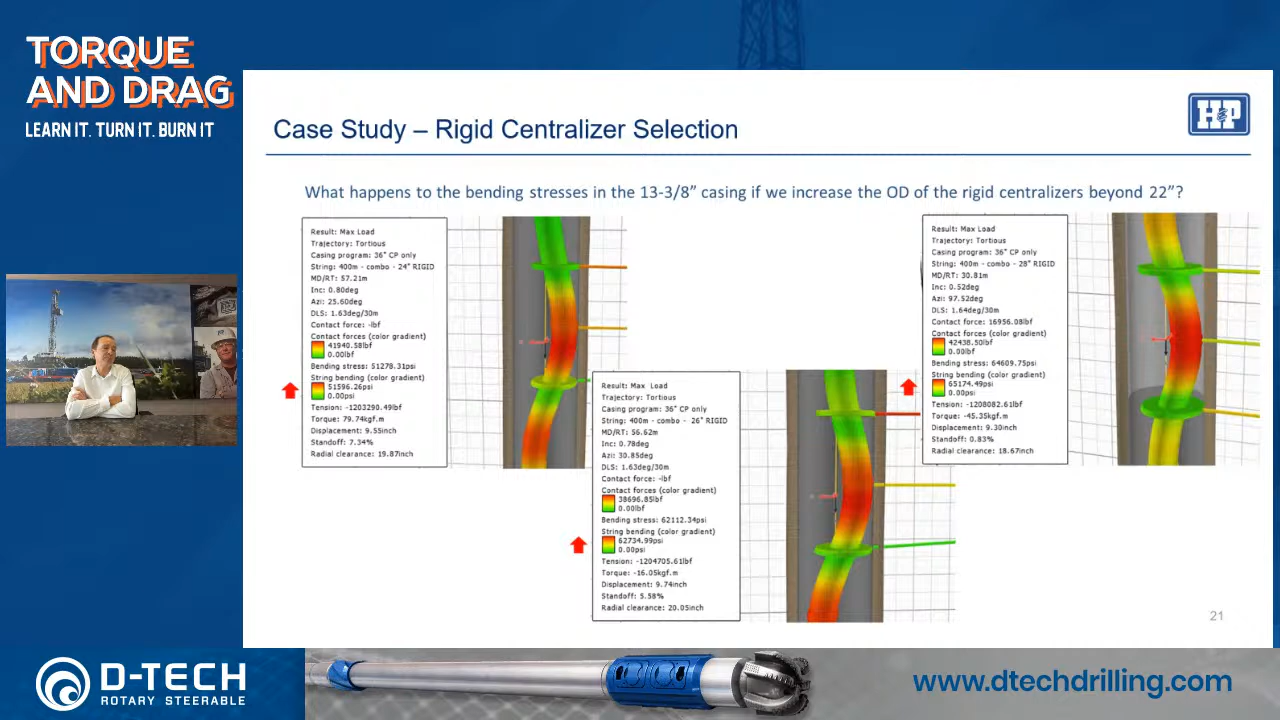 TORQUE
AND DRAG
LEARN IT. TURN IT. BURN IT
Case Study – Rigid Centralizer Selection
H&P
What happens to the bending stresses in the 13-3/8” casing if we increase the OD of the rigid centralizers beyond 22”?
Result: Max Load
Trajectory: Tortious
Casing program: 36" CP only
String: 400m - combo - 24" RIGID
MD/RT: 57.21m
Inc: 0.80deg
Azi: 25.60deg
DLS: 1.63deg/30m
Contact force: -lbf
Contact forces (color gradient)
41940.58lbf
0.00lbf
Bending stress: 51278.31psi
String bending (color gradient)
51596.26psi
0.00psi
Tension: -1203290.49lbf
Torque: 79.74kgf.m
Displacement: 9.55inch
Standoff: 7.34%
Radial clearance: 19.87inch
Result: Max Load
Trajectory: Tortious
Casing program: 36" CP only
String: 400m - combo - 26" RIGID
MD/RT: 56.62m
Inc: 0.78deg
Azi: 30.85deg
DLS: 1.63deg/30m
Contact force: -lbf
Contact forces (color gradient)
38696.85lbf
0.00lbf
Bending stress: 62112.34psi
String bending (color gradient)
62734.99psi
0.00psi
Tension: -1204705.61lbf
Torque: -16.05kgf.m
Displacement: 9.74inch
Standoff: 5.58%
Radial clearance: 20.05inch
Result: Max Load
Trajectory: Tortious
Casing program: 36" CP only
String: 400m - combo - 28" RIGID
MD/RT: 30.81m
Inc: 0.52deg
Azi: 97.52deg
DLS: 1.64deg/30m
Contact force: 16956.08lbf
Contact forces (color gradient)
42438.50lbf
0.00lbf
Bending stress: 64609.75psi
String bending (color gradient)
65174.49psi
0.00psi
Tension: -1208082.61lbf
Torque: -45.35kgf.m
Displacement: 9.30inch
Standoff: 0.83%
Radial clearance: 18.67inch
21
D-TECH
ROTARY STEERABLE
www.dtechdrilling.com